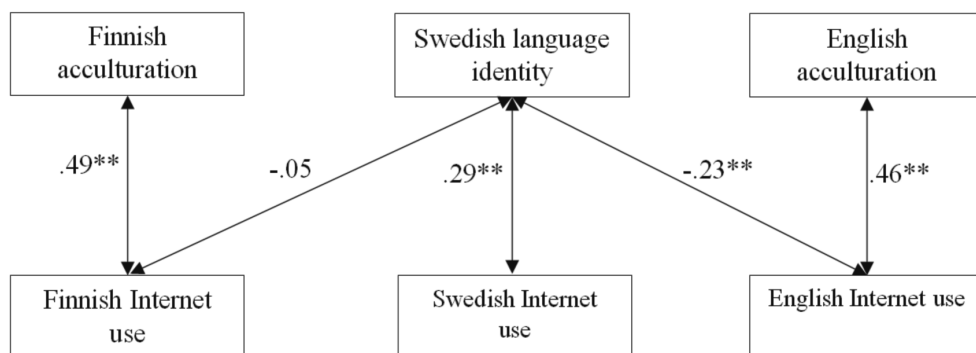 Finnish
acculturation
Swedish language
identity
English
acculturation
.49**
-.05
.29**
-.23**
.46**
Finnish Internet
use
Swedish Internet
use
English Internet use